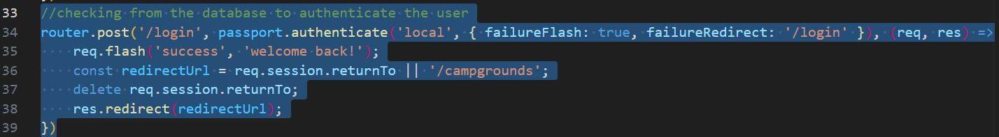 33 //checking from the database to authenticate the user
34 router.post('/login', passport.authenticate('local', { failureFlash: true, failureRedirect: '/login' }), (req, res) =>
35     req.flash('success', 'welcome back!');
36     const redirectUrl = req.session.returnTo || '/campgrounds';
37     delete req.session.returnTo;
38     res.redirect(redirectUrl);
39 })